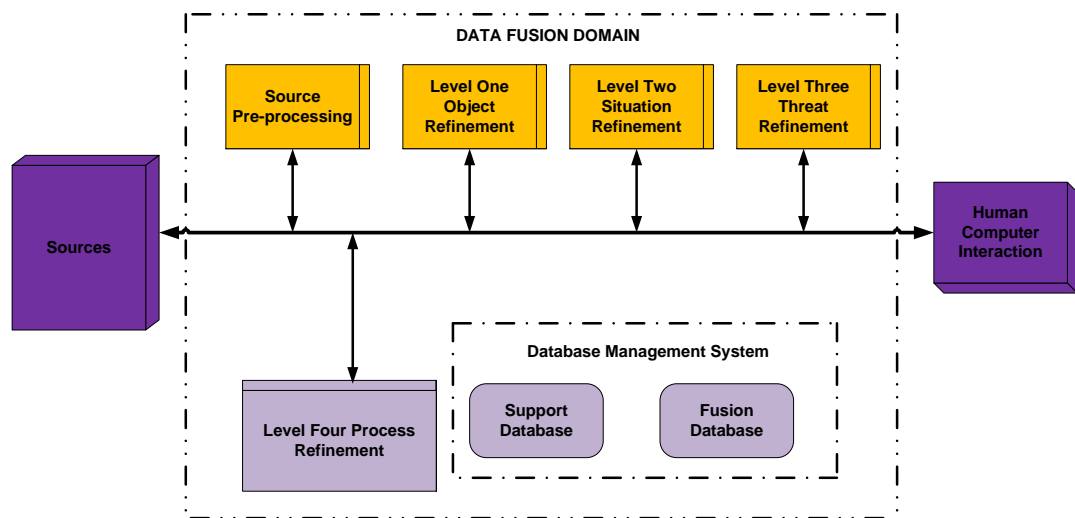 DATA FUSION DOMAIN
Source
Pre-processing
Level One
Object
Refinement
Level Two
Situation
Refinement
Level Three
Threat
Refinement
Sources
Human
Computer
Interaction
Database Management System
Level Four Process
Refinement
Support
Database
Fusion
Database